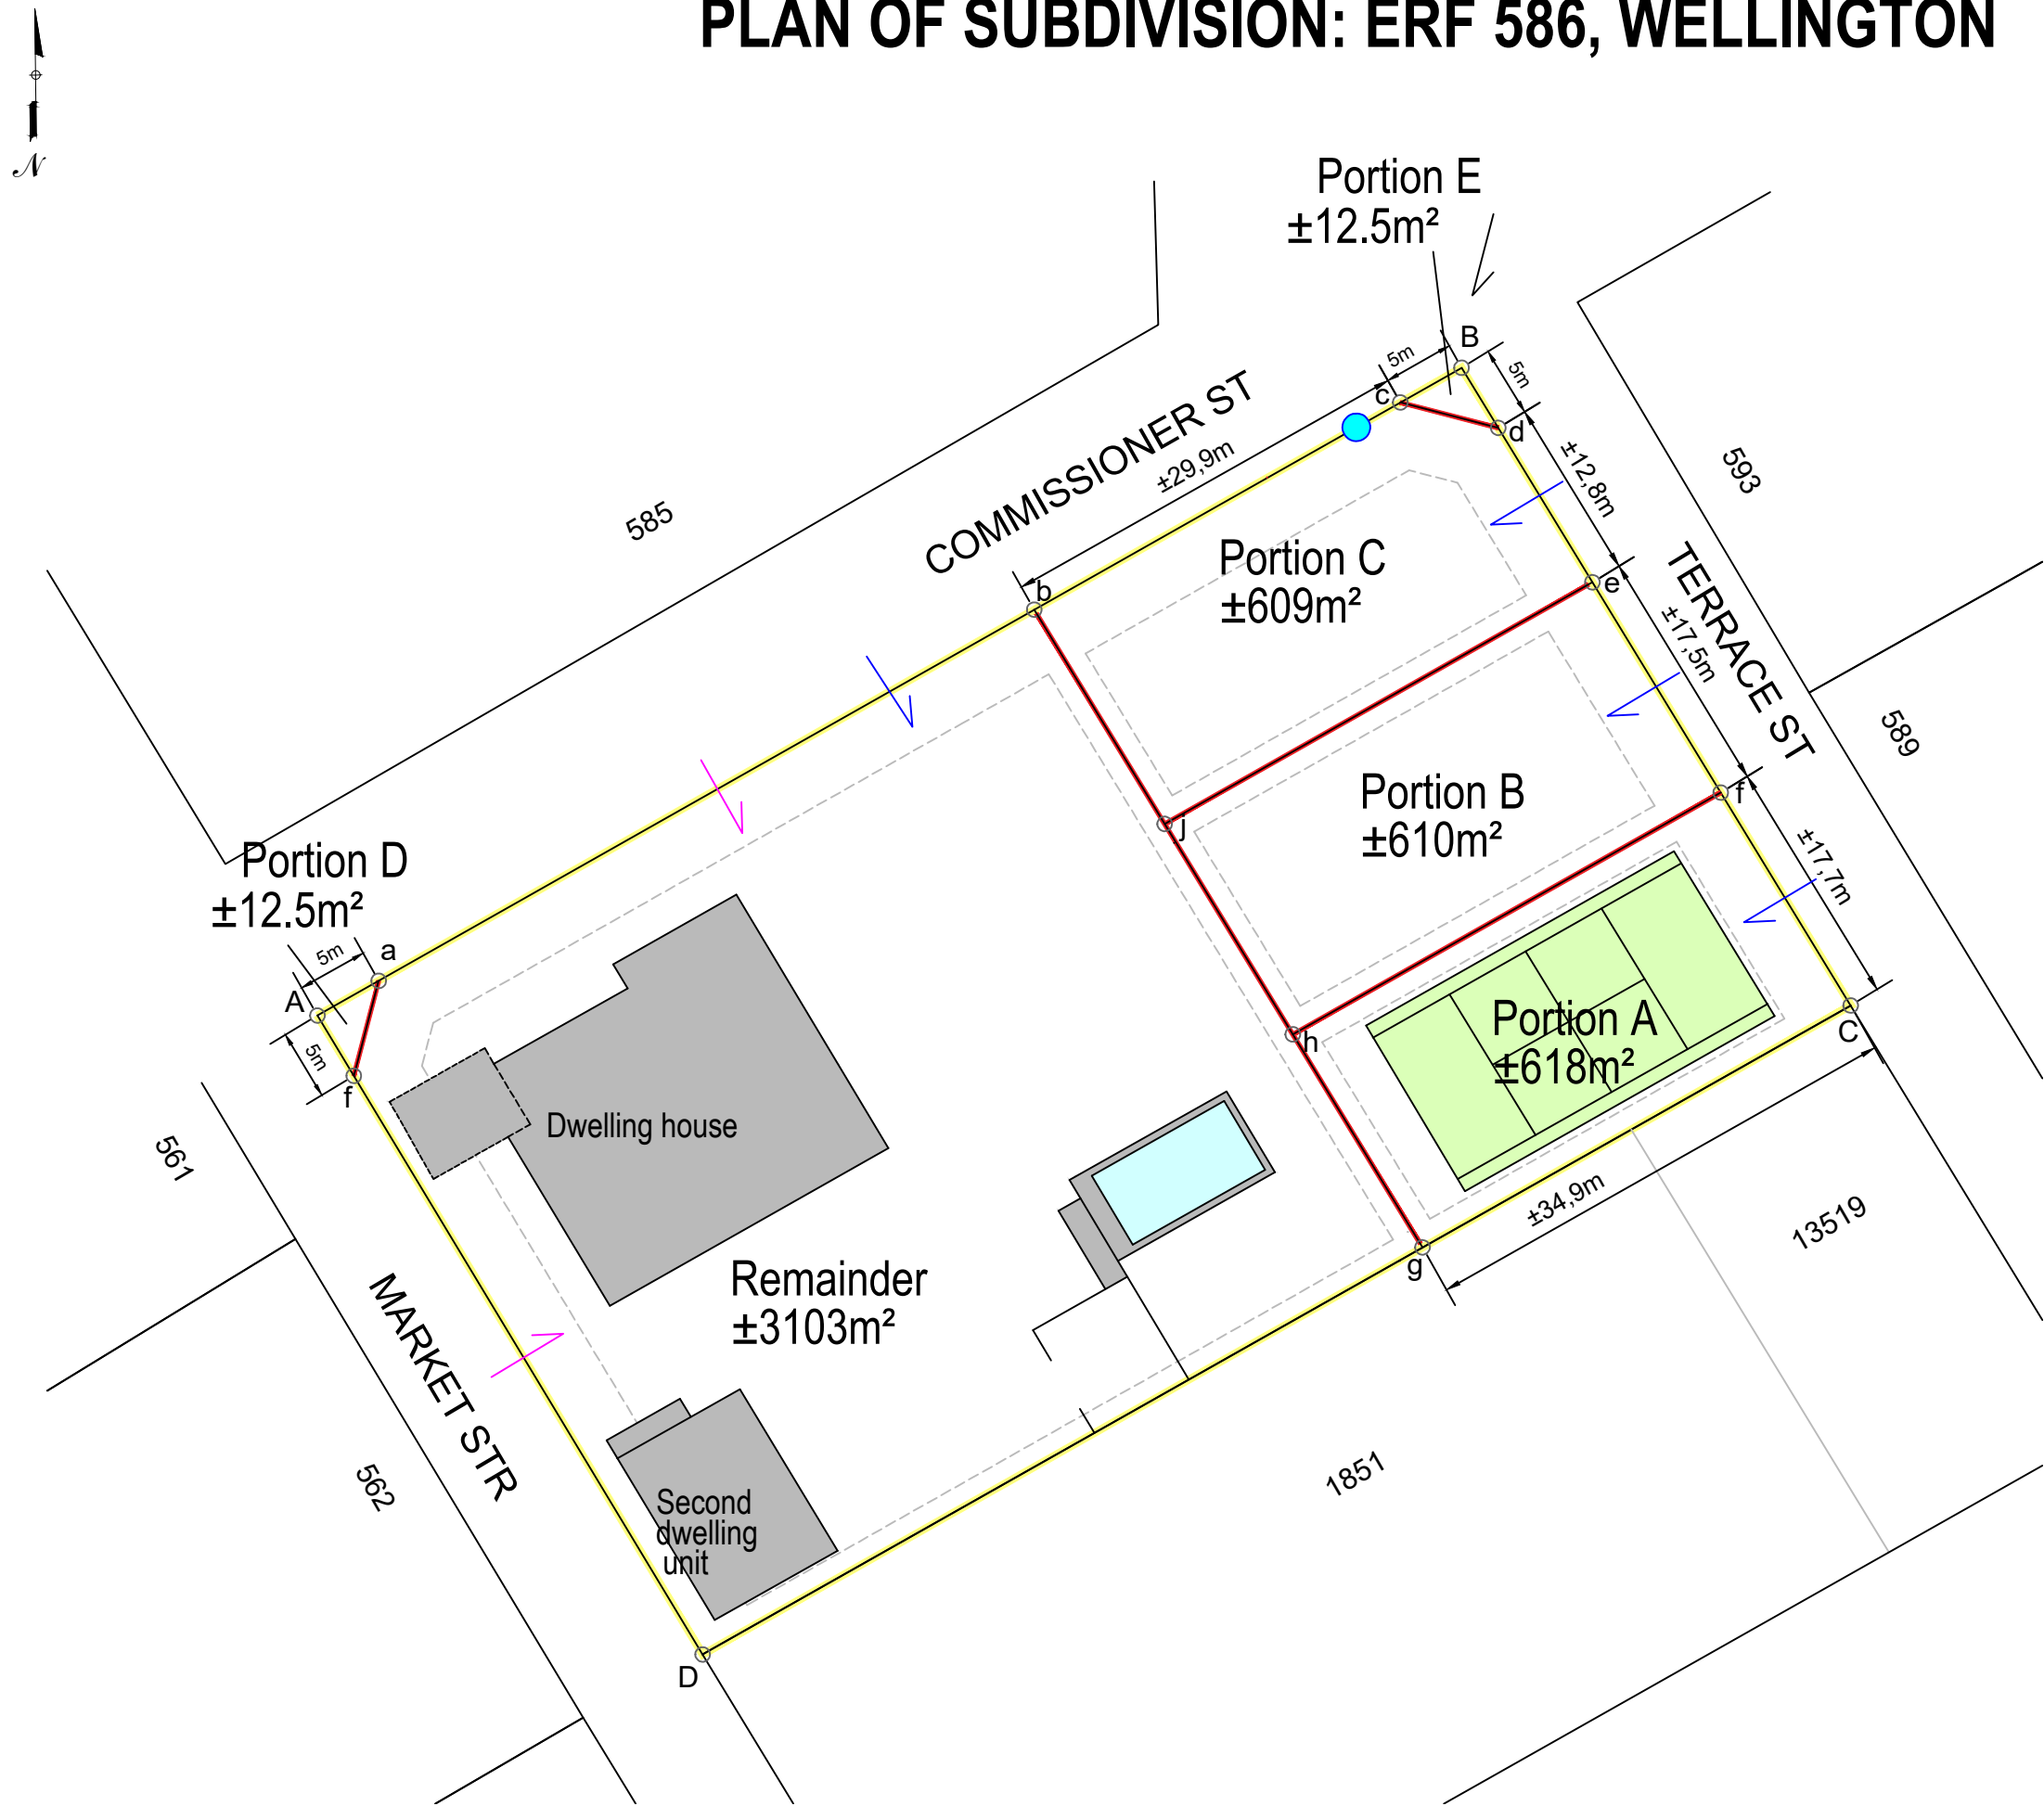 PLAN OF SUBDIVISION: ERF 586, WELLINGTON
N
Portion E
±12.5m²
B
5m
5m
c
d
COMMISSIONER ST
±29,9m
±12,8m
593
585
Portion C
±609m²
b
e
TERRACE ST
±17,5m
589
Portion B
±610m²
j
f
±17,7m
Portion D
±12.5m²
5m
a
A
5m
f
h
Portion A
±618m²
C
Dwelling house
561
±34,9m
13519
g
Remainder
±3103m²
MARKET STR
562
1851
Second
dwelling
unit
D